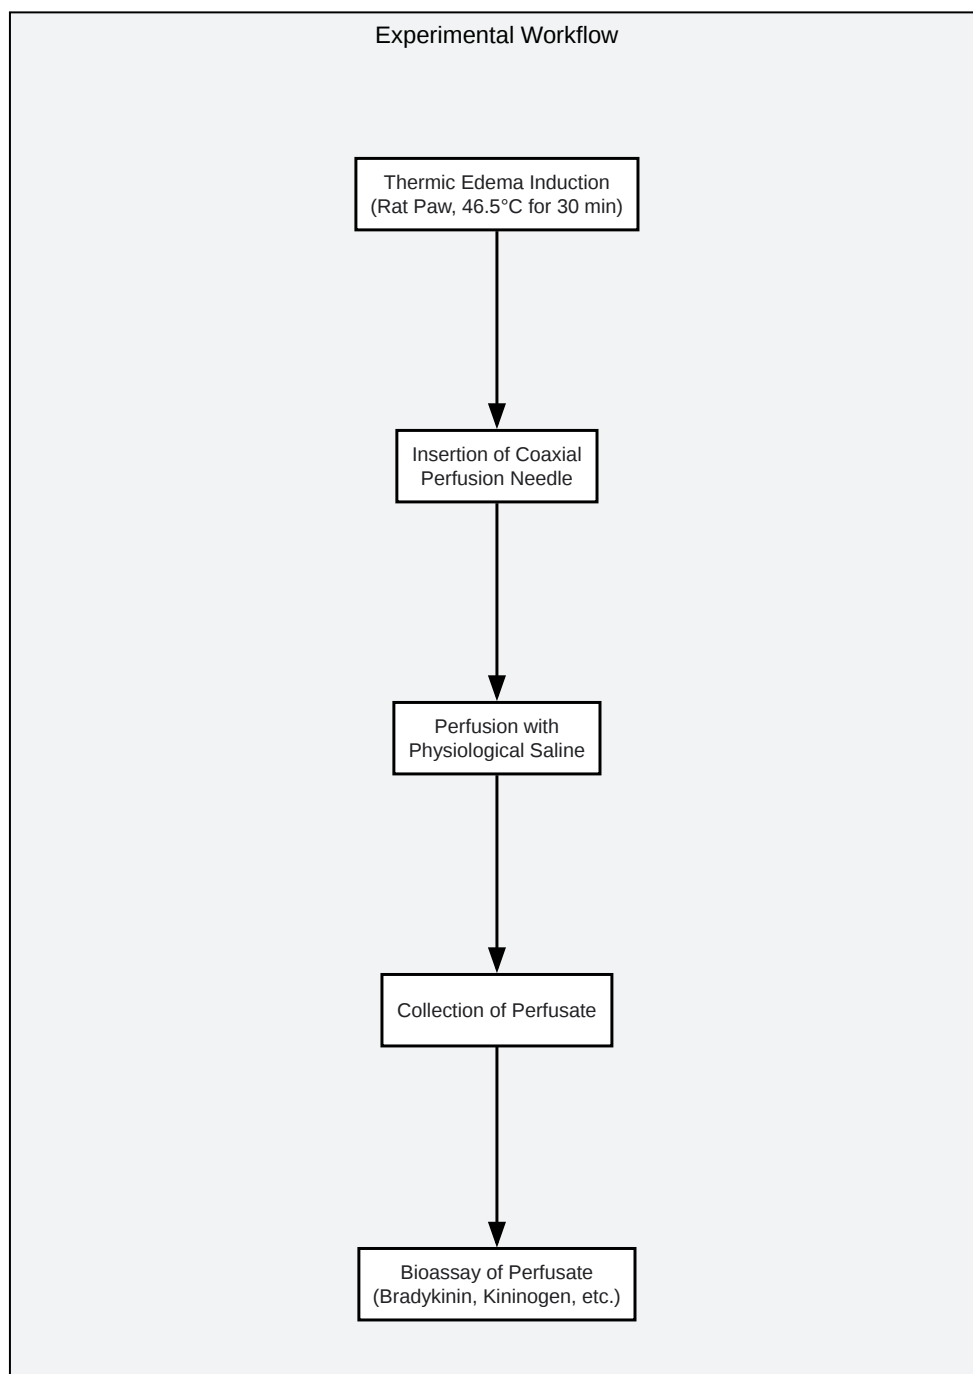 Experimental Workflow
Thermic Edema Induction
(Rat Paw, 46.5°C for 30 min)
Insertion of Coaxial
Perfusion Needle
Perfusion with
Physiological Saline
Collection of Perfusate
Bioassay of Perfusate
(Bradykinin, Kininogen, etc.)